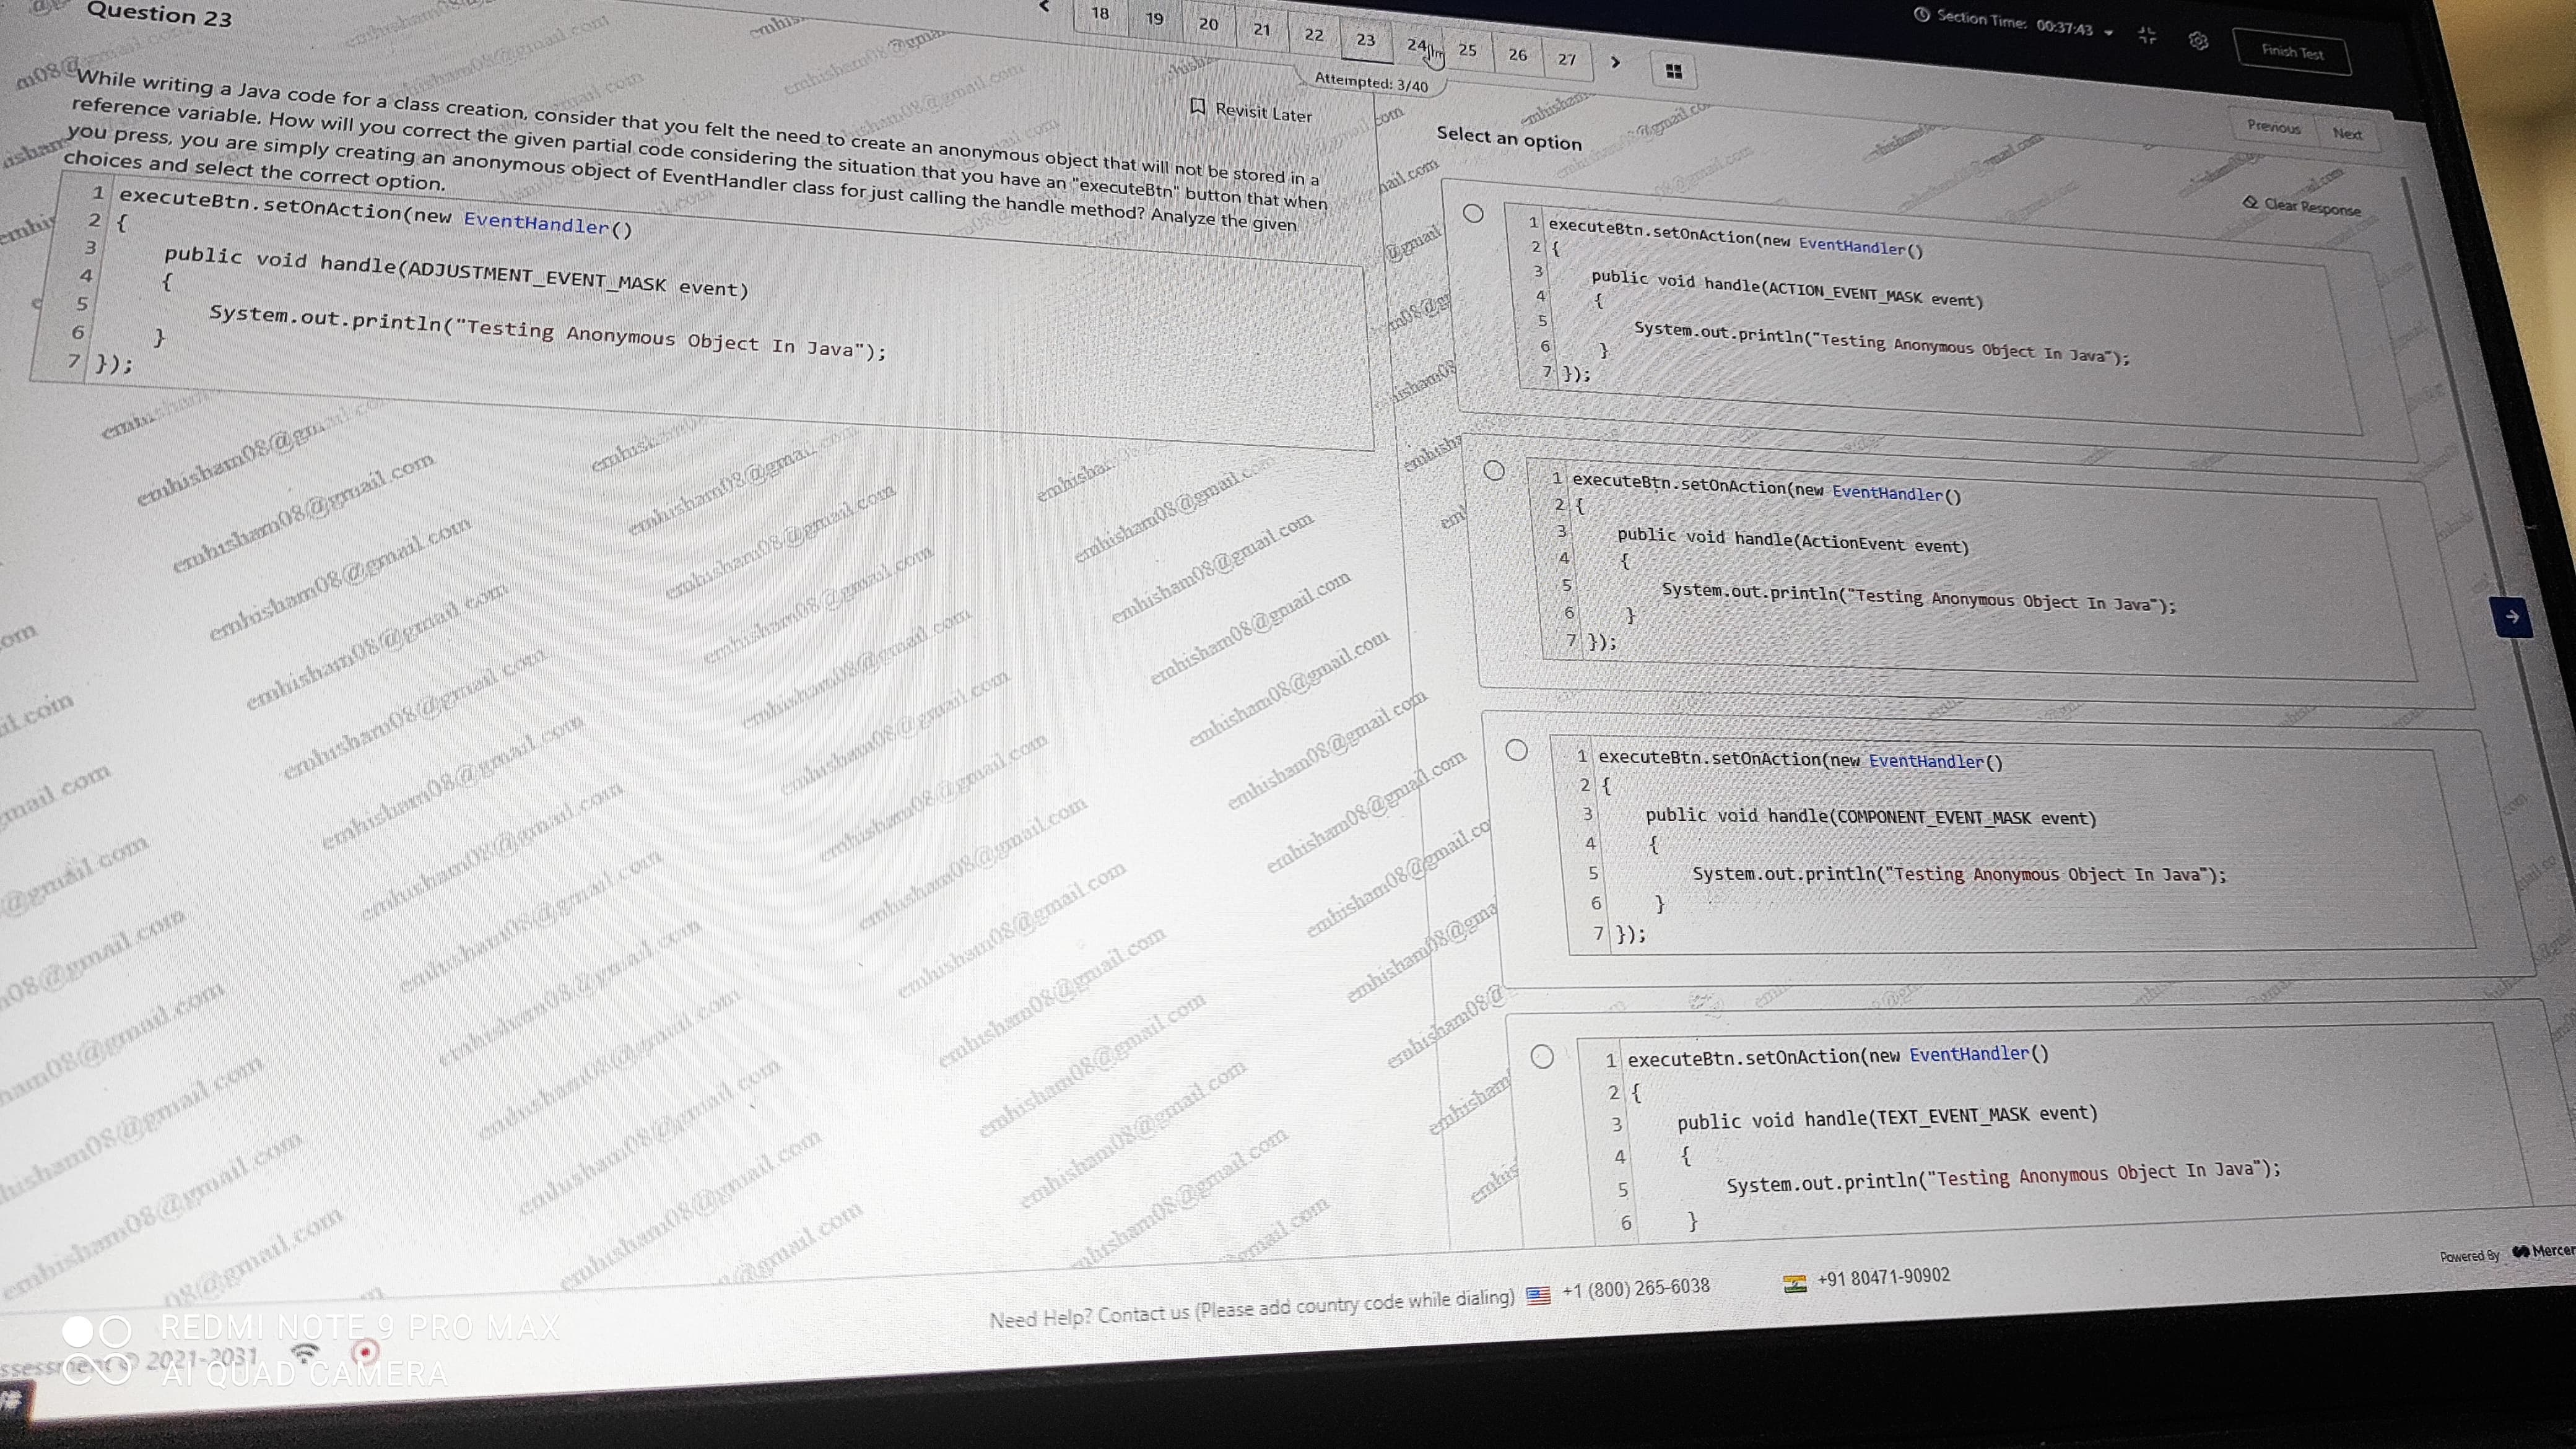 Question 23
18 19 20 21 22 23 24 25 26 27
Section Time: 00:37:43
Finish Test
Attempted: 3/40
Revisit Later
Previous Next
While writing a Java code for a class creation, consider that you felt the need to create an anonymous object that will not be stored in a
reference variable. How will you correct the given partial code considering the situation that you have an "executeBtn" button that when
you press, you are simply creating an anonymous object of EventHandler class for just calling the handle method? Analyze the given
choices and select the correct option.
1 executeBtn.setOnAction(new EventHandler()
2 {
3 public void handle(ADJUSTMENT_EVENT_MASK event)
4 {
5 System.out.println("Testing Anonymous Object In Java");
6 }
7 });
Select an option
Clear Response
1 executeBtn.setOnAction(new EventHandler()
2 {
3 public void handle(ACTION_EVENT_MASK event)
4 {
5 System.out.println("Testing Anonymous Object In Java");
6 }
7 });
1 executeBtn.setOnAction(new EventHandler()
2 {
3 public void handle(ActionEvent event)
4 {
5 System.out.println("Testing Anonymous Object In Java");
6 }
7 });
1 executeBtn.setOnAction(new EventHandler()
2 {
3 public void handle(COMPONENT_EVENT_MASK event)
4 {
5 System.out.println("Testing Anonymous Object In Java");
6 }
7 });
1 executeBtn.setOnAction(new EventHandler()
2 {
3 public void handle(TEXT_EVENT_MASK event)
4 {
5 System.out.println("Testing Anonymous Object In Java");
6 }
emhisham08@gmail.com
Need Help? Contact us (Please add country code while dialing) +1 (800) 265-6038 +91 80471-90902
Powered By Mercer
ssessment © 2021-2031
REDMI NOTE 9 PRO MAX
AI QUAD CAMERA